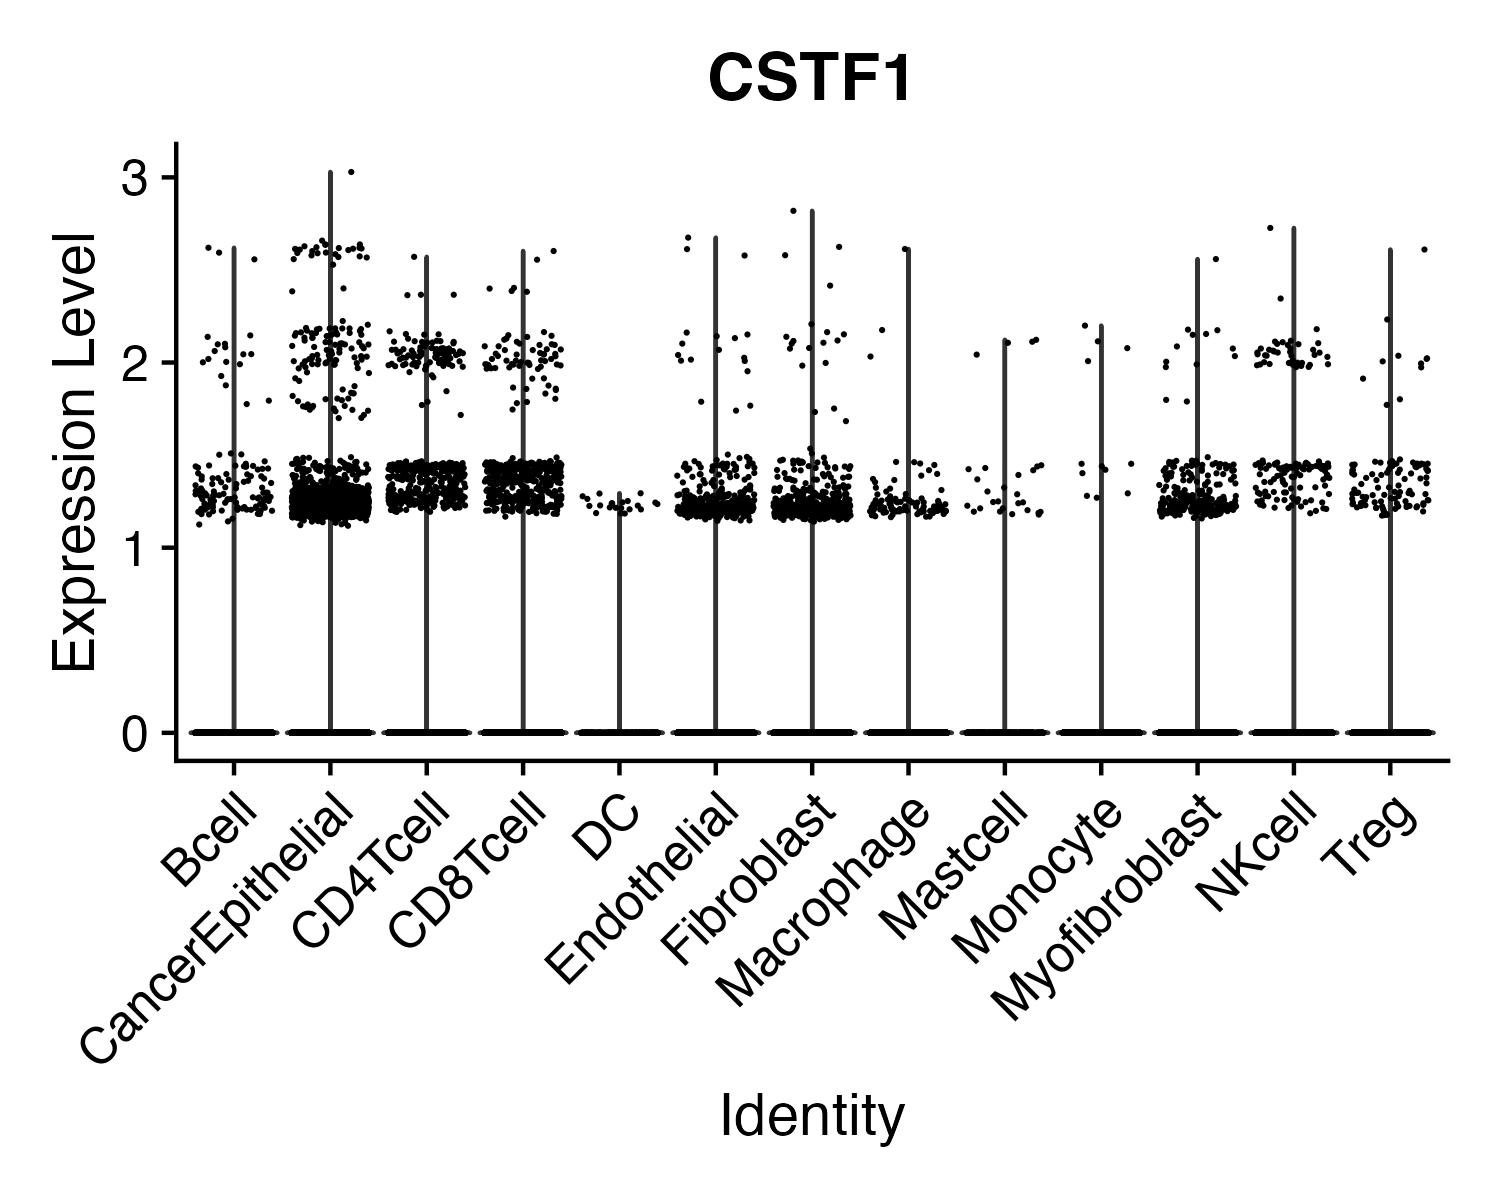 CSTF1
Expression Level
3
2
1
0
Bcell
CancerEpithelial
CD4Tcell
CD8Tcell
DC
Endothelial
Fibroblast
Macrophage
Mastcell
Monocyte
Myofibroblast
NKcell
Treg
Identity